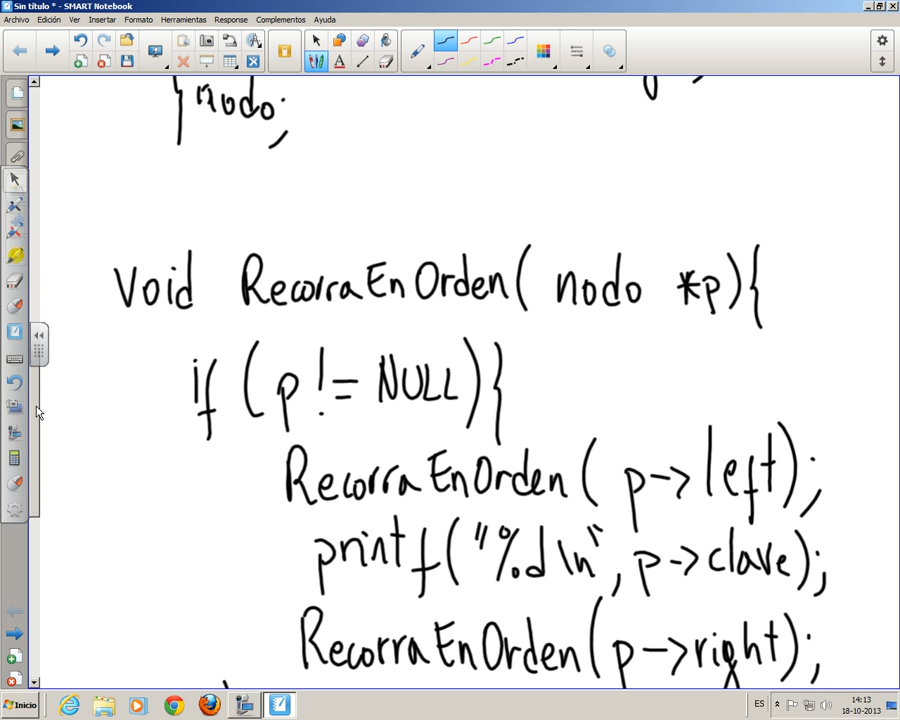 Sin título * - SMART Notebook
Archivo Edición Ver Insertar Formato Herramientas Response Complementos Ayuda
} nodo;
Void RecorraEnOrden( nodo *p){
if ( p != NULL){
RecorraEnOrden( p->left);
printf("%d\n", p->clave);
RecorraEnOrden(p->right);
Inicio
ES
14:13
18-10-2013